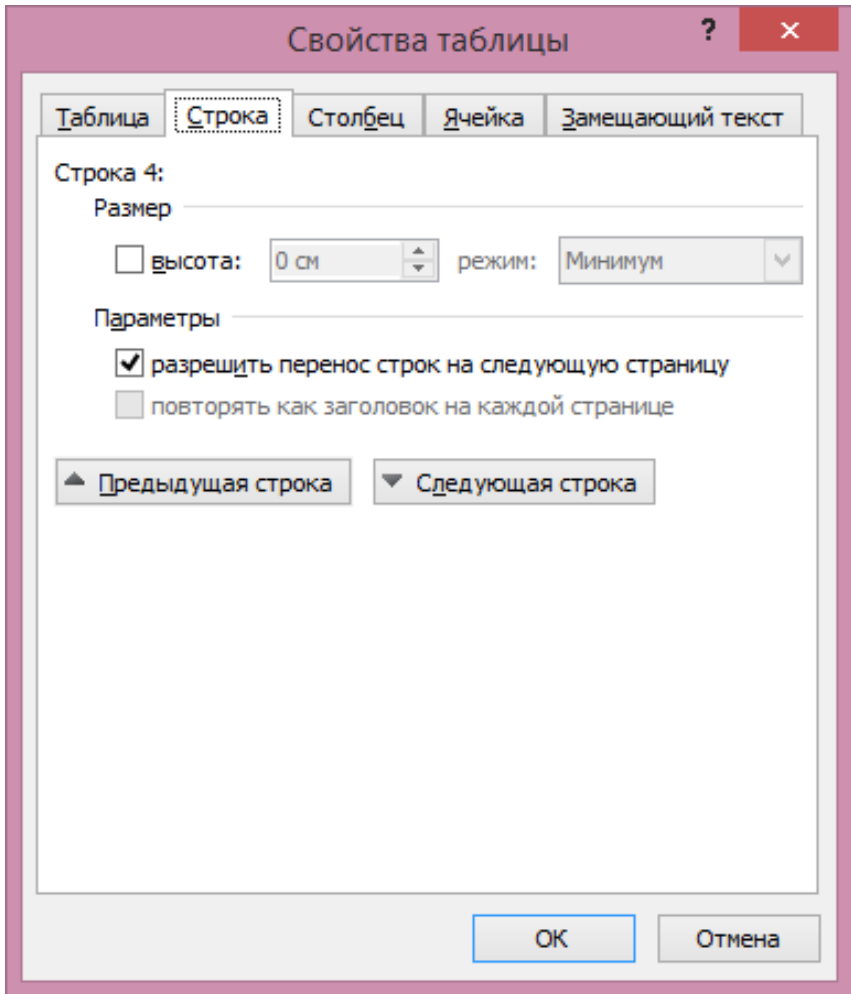 Свойства таблицы ? ×
Таблица Строка Столбец Ячейка Замещающий текст
Строка 4:
Размер
высота: 0 см режим: Минимум
Параметры
разрешить перенос строк на следующую страницу
повторять как заголовок на каждой странице
Предыдущая строка Следующая строка
ОК Отмена